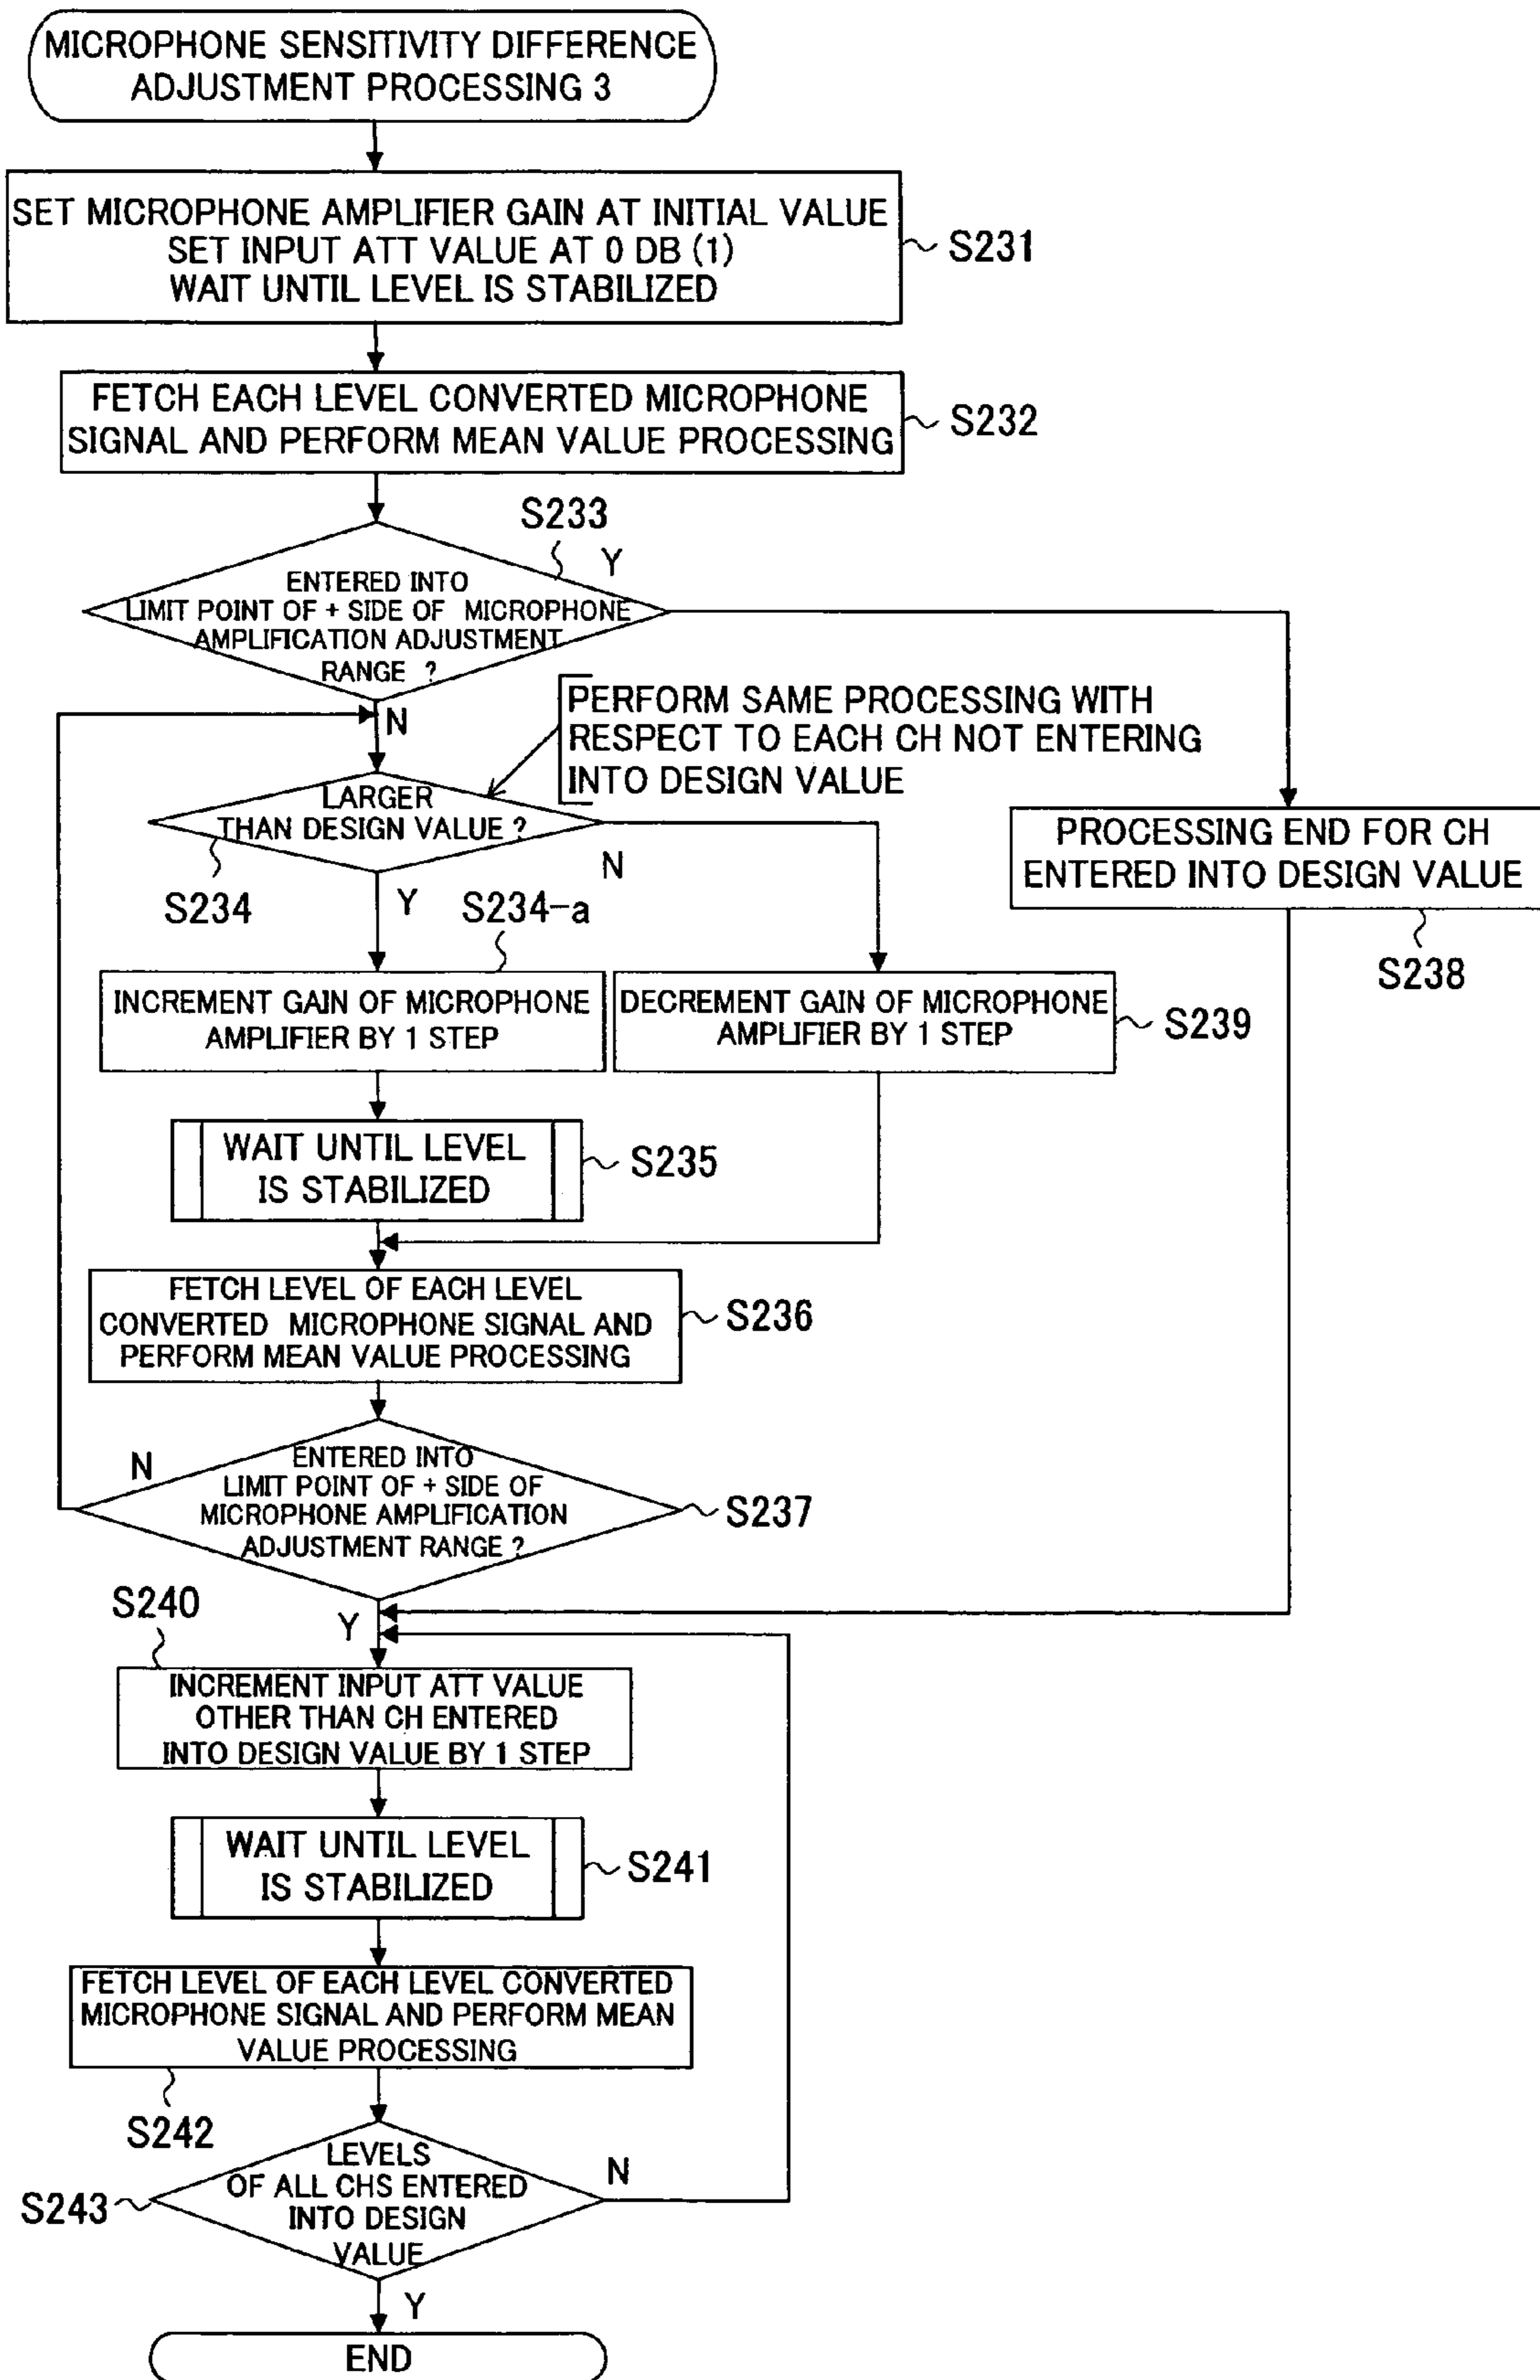 MICROPHONE SENSITIVITY DIFFERENCE
ADJUSTMENT PROCESSING 3
SET MICROPHONE AMPLIFIER GAIN AT INITIAL VALUE
SET INPUT ATT VALUE AT 0 DB (1)
WAIT UNTIL LEVEL IS STABILIZED
S231
FETCH EACH LEVEL CONVERTED MICROPHONE
SIGNAL AND PERFORM MEAN VALUE PROCESSING
S232
S233
Y
ENTERED INTO
LIMIT POINT OF + SIDE OF MICROPHONE
AMPLIFICATION ADJUSTMENT
RANGE ?
N
PERFORM SAME PROCESSING WITH
RESPECT TO EACH CH NOT ENTERING
INTO DESIGN VALUE
LARGER
THAN DESIGN VALUE ?
N
S234
Y
S234-a
PROCESSING END FOR CH
ENTERED INTO DESIGN VALUE
S238
INCREMENT GAIN OF MICROPHONE
AMPLIFIER BY 1 STEP
DECREMENT GAIN OF MICROPHONE
AMPLIFIER BY 1 STEP
S239
WAIT UNTIL LEVEL
IS STABILIZED
S235
FETCH LEVEL OF EACH LEVEL
CONVERTED MICROPHONE SIGNAL AND
PERFORM MEAN VALUE PROCESSING
S236
N
ENTERED INTO
LIMIT POINT OF + SIDE OF
MICROPHONE AMPLIFICATION
ADJUSTMENT RANGE ?
S237
S240
Y
INCREMENT INPUT ATT VALUE
OTHER THAN CH ENTERED
INTO DESIGN VALUE BY 1 STEP
WAIT UNTIL LEVEL
IS STABILIZED
S241
FETCH LEVEL OF EACH LEVEL CONVERTED
MICROPHONE SIGNAL AND PERFORM MEAN
VALUE PROCESSING
S242
LEVELS
OF ALL CHS ENTERED
INTO DESIGN
VALUE
N
S243
Y
END